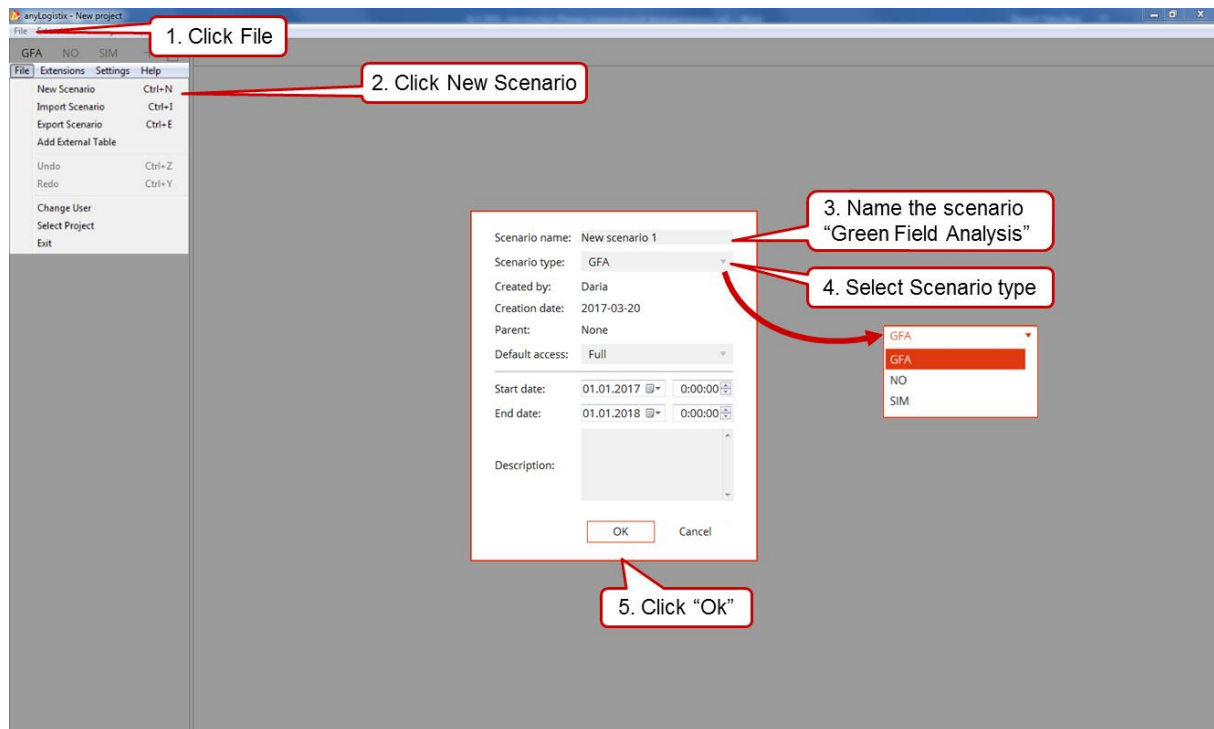 anyLogistix - New project
File
1. Click File
GFA NO SIM
File Extensions Settings Help
New Scenario Ctrl+N
Import Scenario Ctrl+I
Export Scenario Ctrl+E
Add External Table
Undo Ctrl+Z
Redo Ctrl+Y
Change User
Select Project
Exit
2. Click New Scenario
3. Name the scenario
“Green Field Analysis”
4. Select Scenario type
Scenario name: New scenario 1
Scenario type: GFA
Created by: Daria
Creation date: 2017-03-20
Parent: None
Default access: Full
Start date: 01.01.2017 0:00:00
End date: 01.01.2018 0:00:00
Description:
OK Cancel
GFA
GFA
NO
SIM
5. Click “Ok”